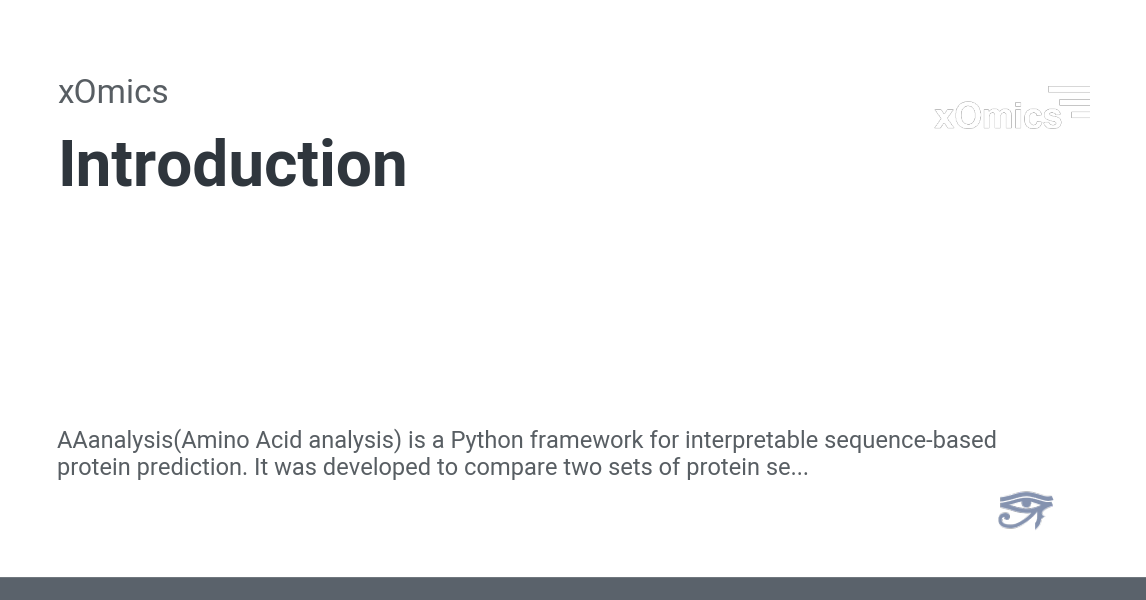 xOmics
xOmics
Introduction
AAanalysis(Amino Acid analysis) is a Python framework for interpretable sequence-based
protein prediction. It was developed to compare two sets of protein se...